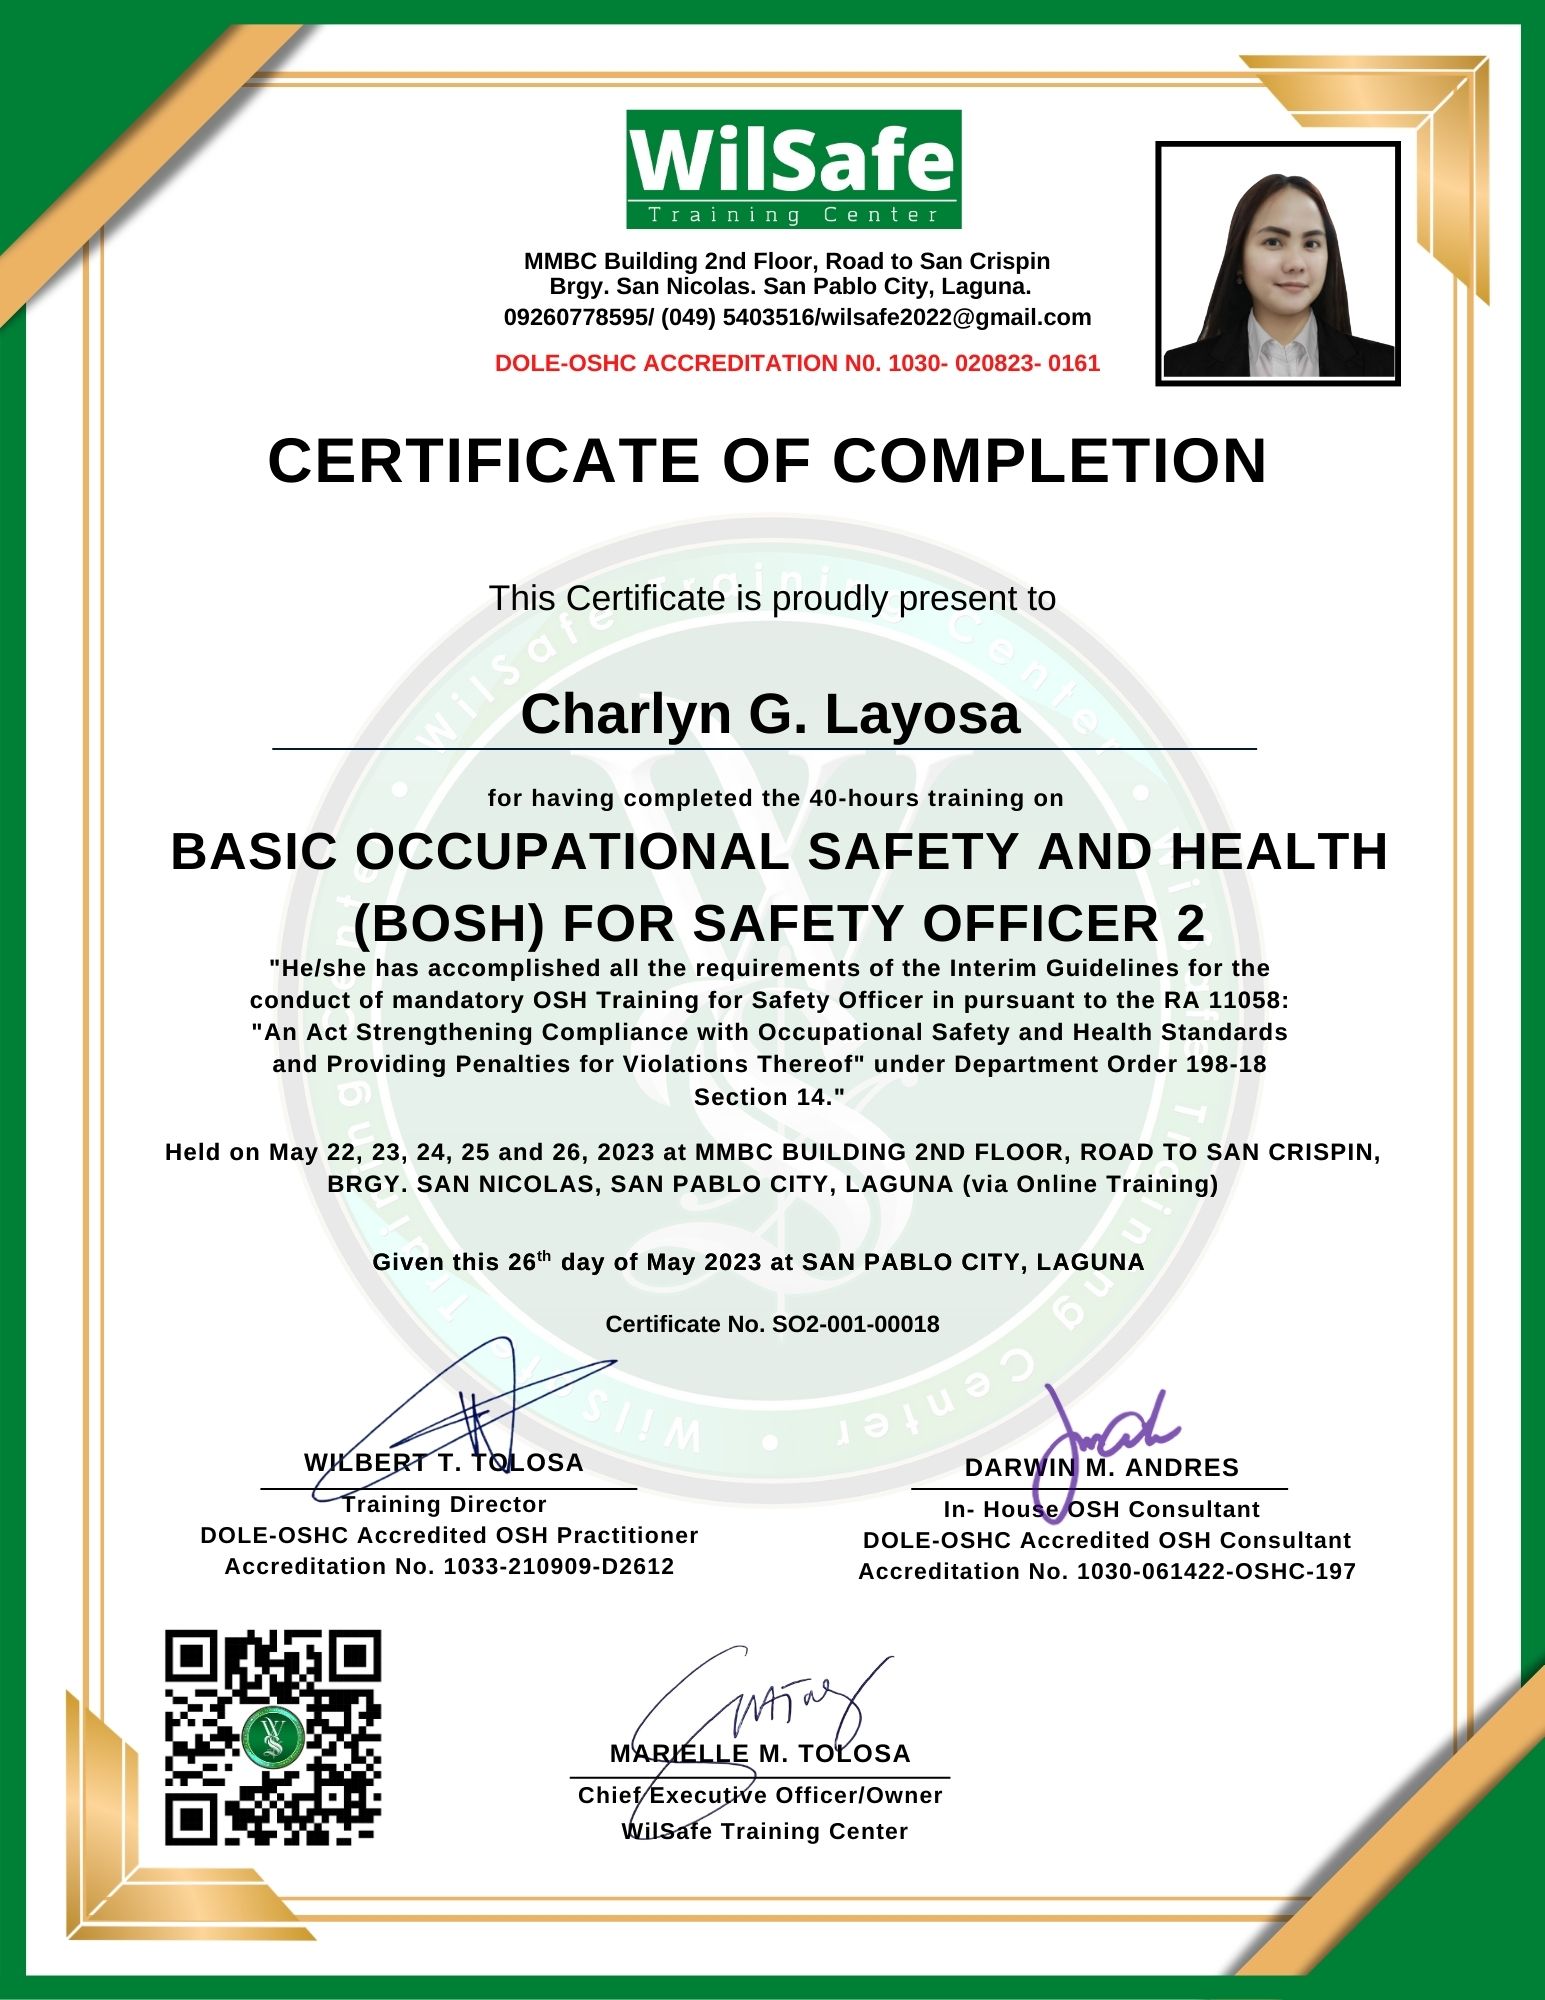 WilSafe
Training Center
MMBC Building 2nd Floor, Road to San Crispin
Brgy. San Nicolas. San Pablo City, Laguna.
09260778595/ (049) 5403516/wilsafe2022@gmail.com
DOLE-OSHC ACCREDITATION N0. 1030- 020823- 0161
CERTIFICATE OF COMPLETION
This Certificate is proudly present to
Charlyn G. Layosa
for having completed the 40-hours training on
BASIC OCCUPATIONAL SAFETY AND HEALTH
(BOSH) FOR SAFETY OFFICER 2
"He/she has accomplished all the requirements of the Interim Guidelines for the
conduct of mandatory OSH Training for Safety Officer in pursuant to the RA 11058:
"An Act Strengthening Compliance with Occupational Safety and Health Standards
and Providing Penalties for Violations Thereof" under Department Order 198-18
Section 14."
Held on May 22, 23, 24, 25 and 26, 2023 at MMBC BUILDING 2ND FLOOR, ROAD TO SAN CRISPIN,
BRGY. SAN NICOLAS, SAN PABLO CITY, LAGUNA (via Online Training)
Given this 26th day of May 2023 at SAN PABLO CITY, LAGUNA
Certificate No. SO2-001-00018
WILBERT T. TOLOSA
Training Director
DOLE-OSHC Accredited OSH Practitioner
Accreditation No. 1033-210909-D2612
DARWIN M. ANDRES
In- House OSH Consultant
DOLE-OSHC Accredited OSH Consultant
Accreditation No. 1030-061422-OSHC-197
MARIELLE M. TOLOSA
Chief Executive Officer/Owner
WilSafe Training Center
WilSafe Training Center • WilSafe Training Center • WilSafe Training Center •